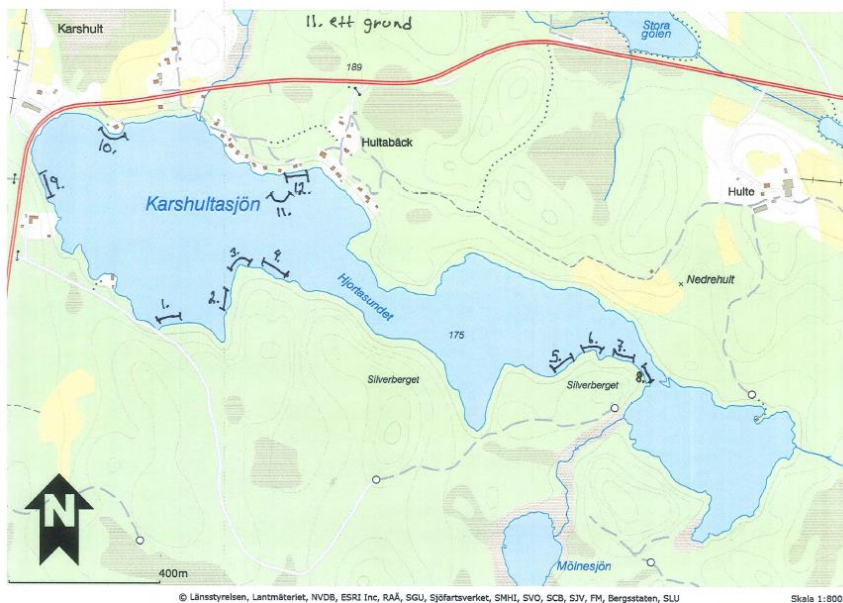 11. ett grund
Karshult
Stora
gölen
189
Hultabäck
10.
9.
12.
11.
Karshultasjön
Hulte
3.
4.
Hjortasundet
Nedrehult
2.
1.
175
6.
7.
5.
8.
Silverberget
Silverberget
N
Mölnesjön
400m
© Länsstyrelsen, Lantmäteriet, NVDB, ESRI Inc, RAÄ, SGU, Sjöfartsverket, SMHI, SVO, SCB, SJV, FM, Bergsstaten, SLU
Skala 1:800